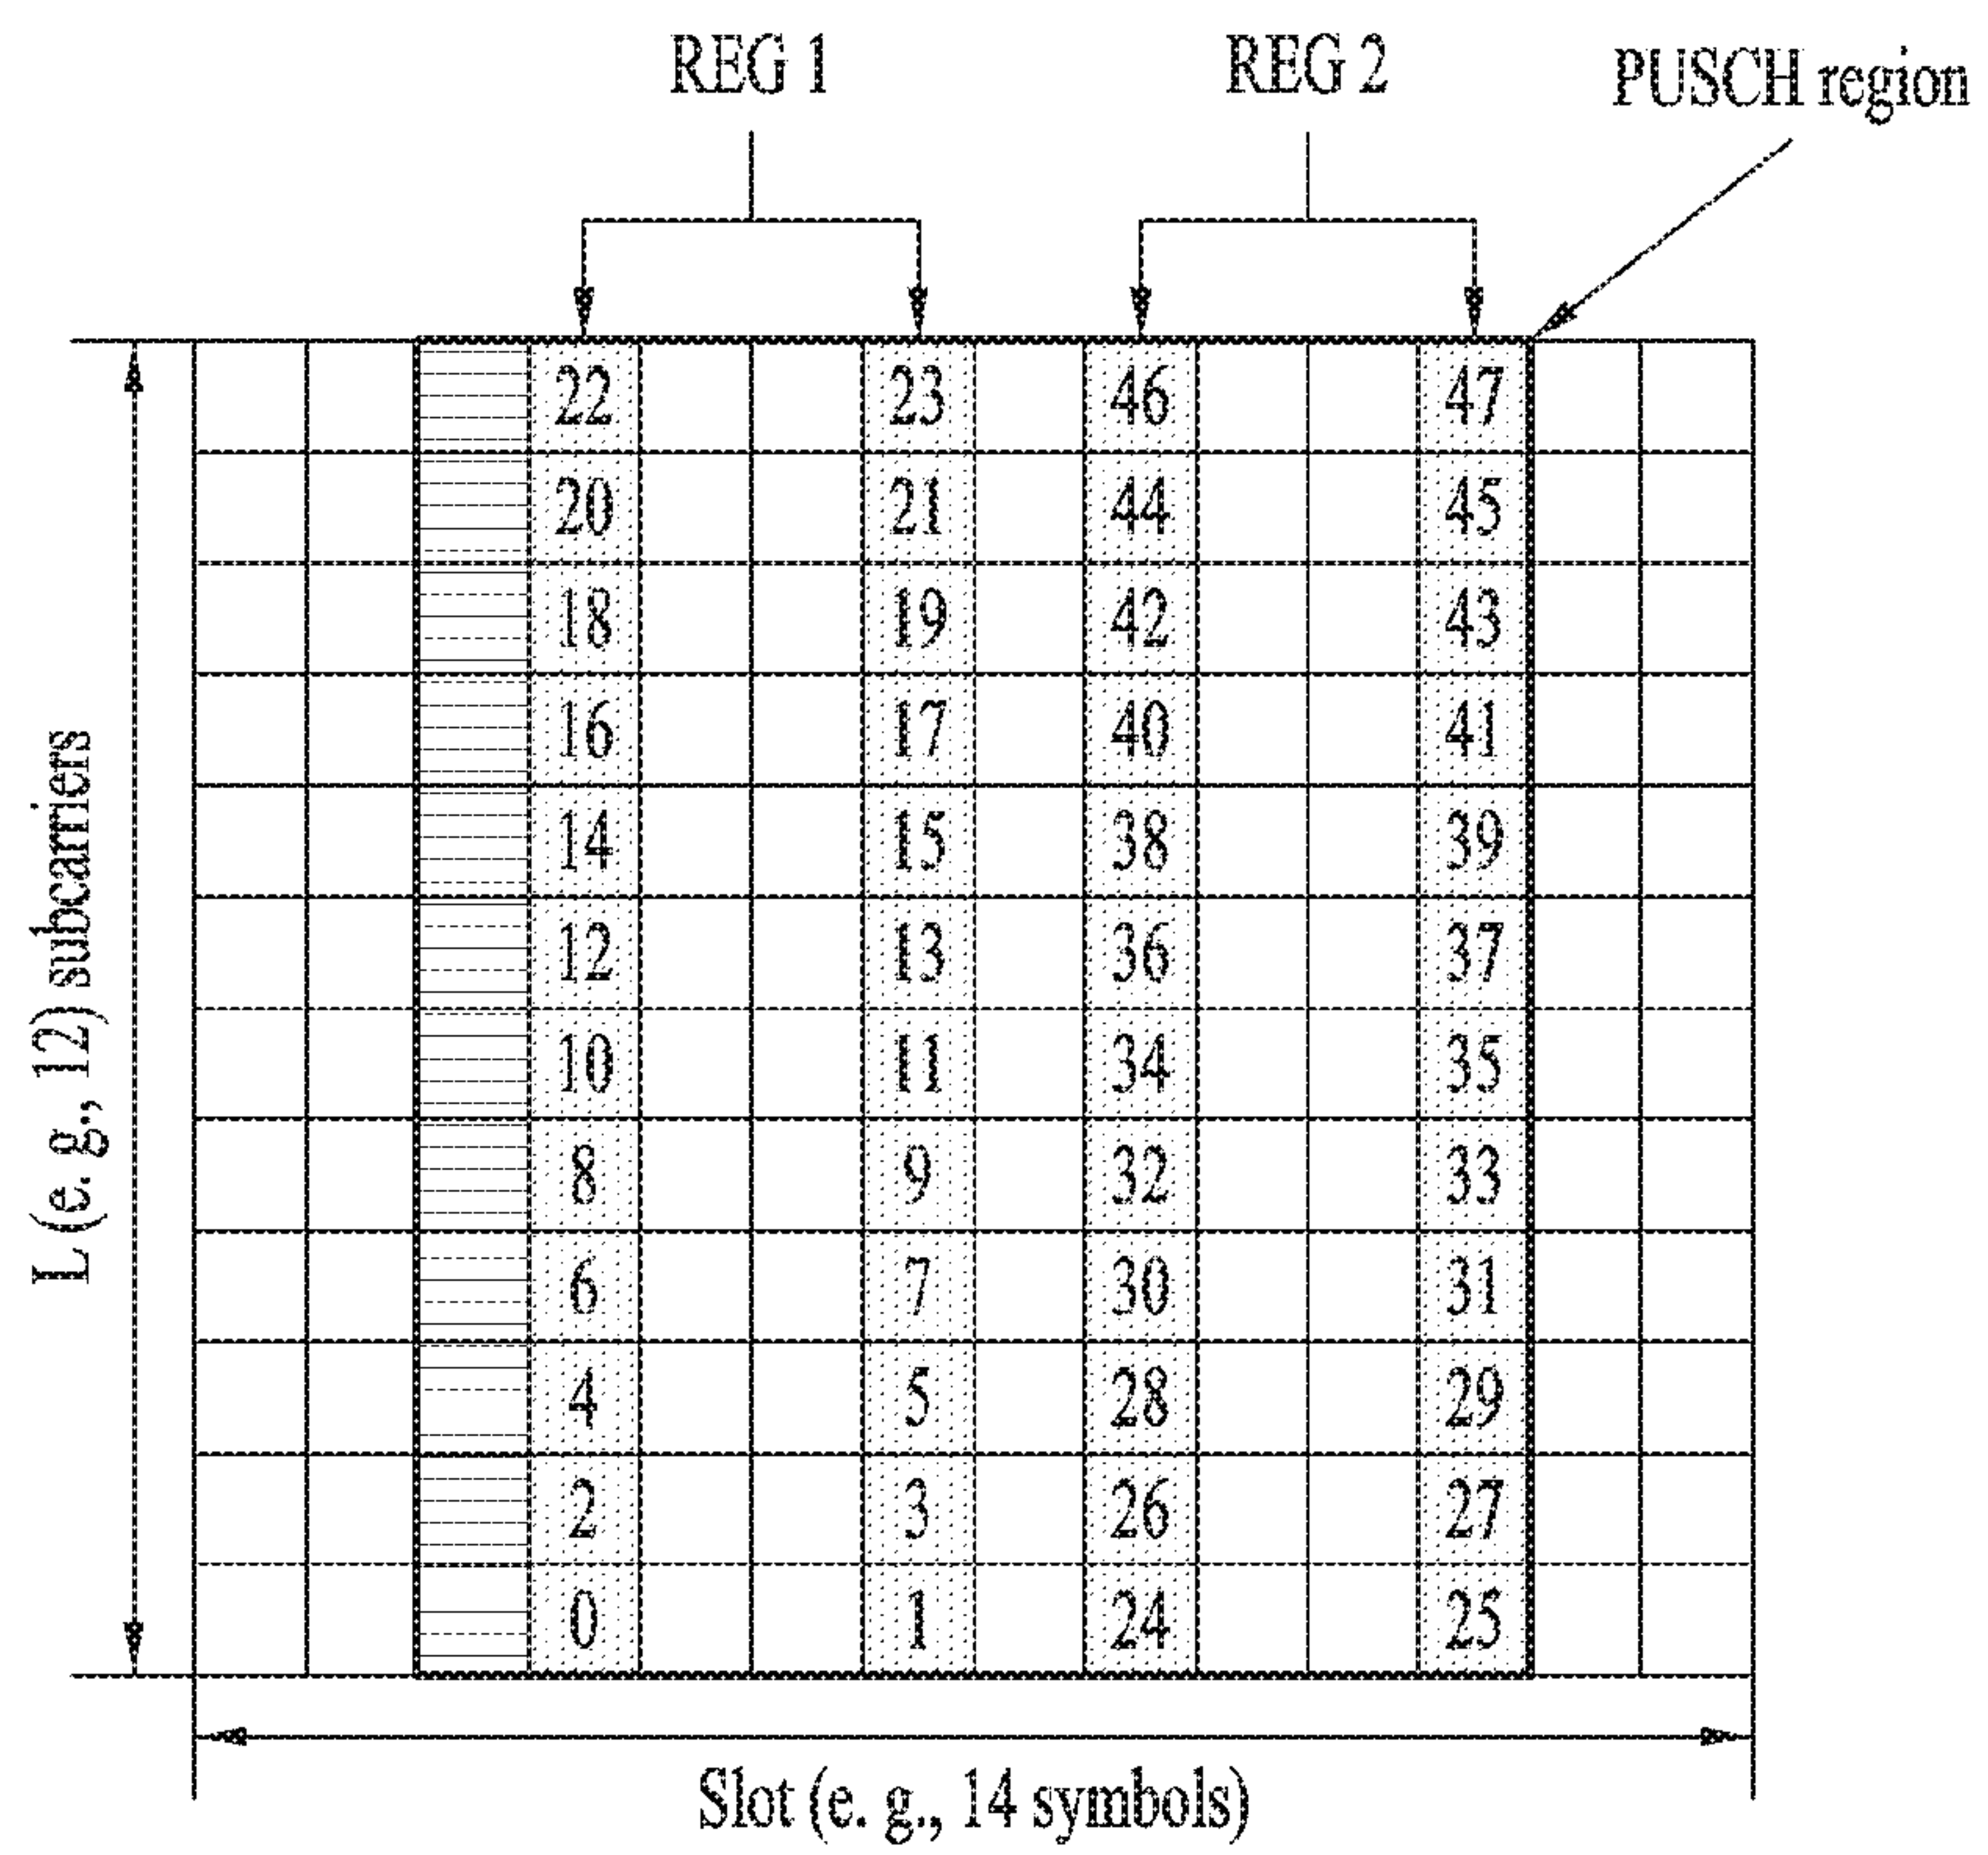 REG 1 REG 2 PUSCH region
22 23 46 47
20 21 44 45
18 19 42 43
16 17 40 41
14 15 38 39
12 13 36 37
10 11 34 35
8 9 32 33
6 7 30 31
4 5 28 29
2 3 26 27
0 1 24 25
L (e. g., 12) subcarriers
Slot (e. g., 14 symbols)